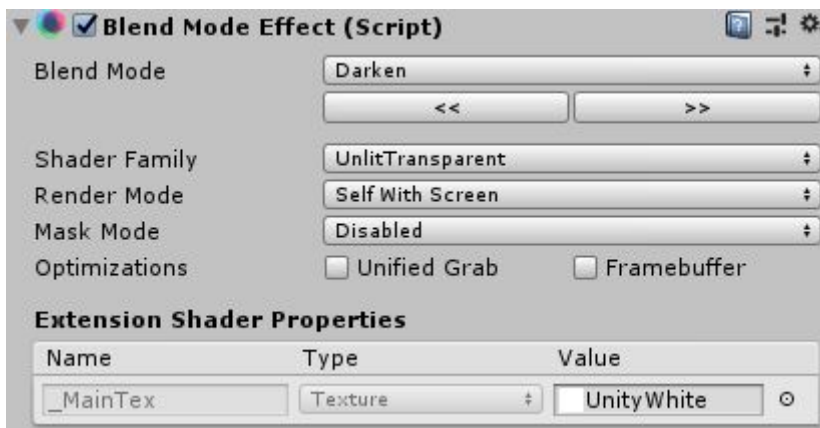 Blend Mode Effect (Script)
Blend Mode Darken
<< >>
Shader Family UnlitTransparent
Render Mode Self With Screen
Mask Mode Disabled
Optimizations Unified Grab Framebuffer
Extension Shader Properties
Name Type Value
_MainTex Texture UnityWhite